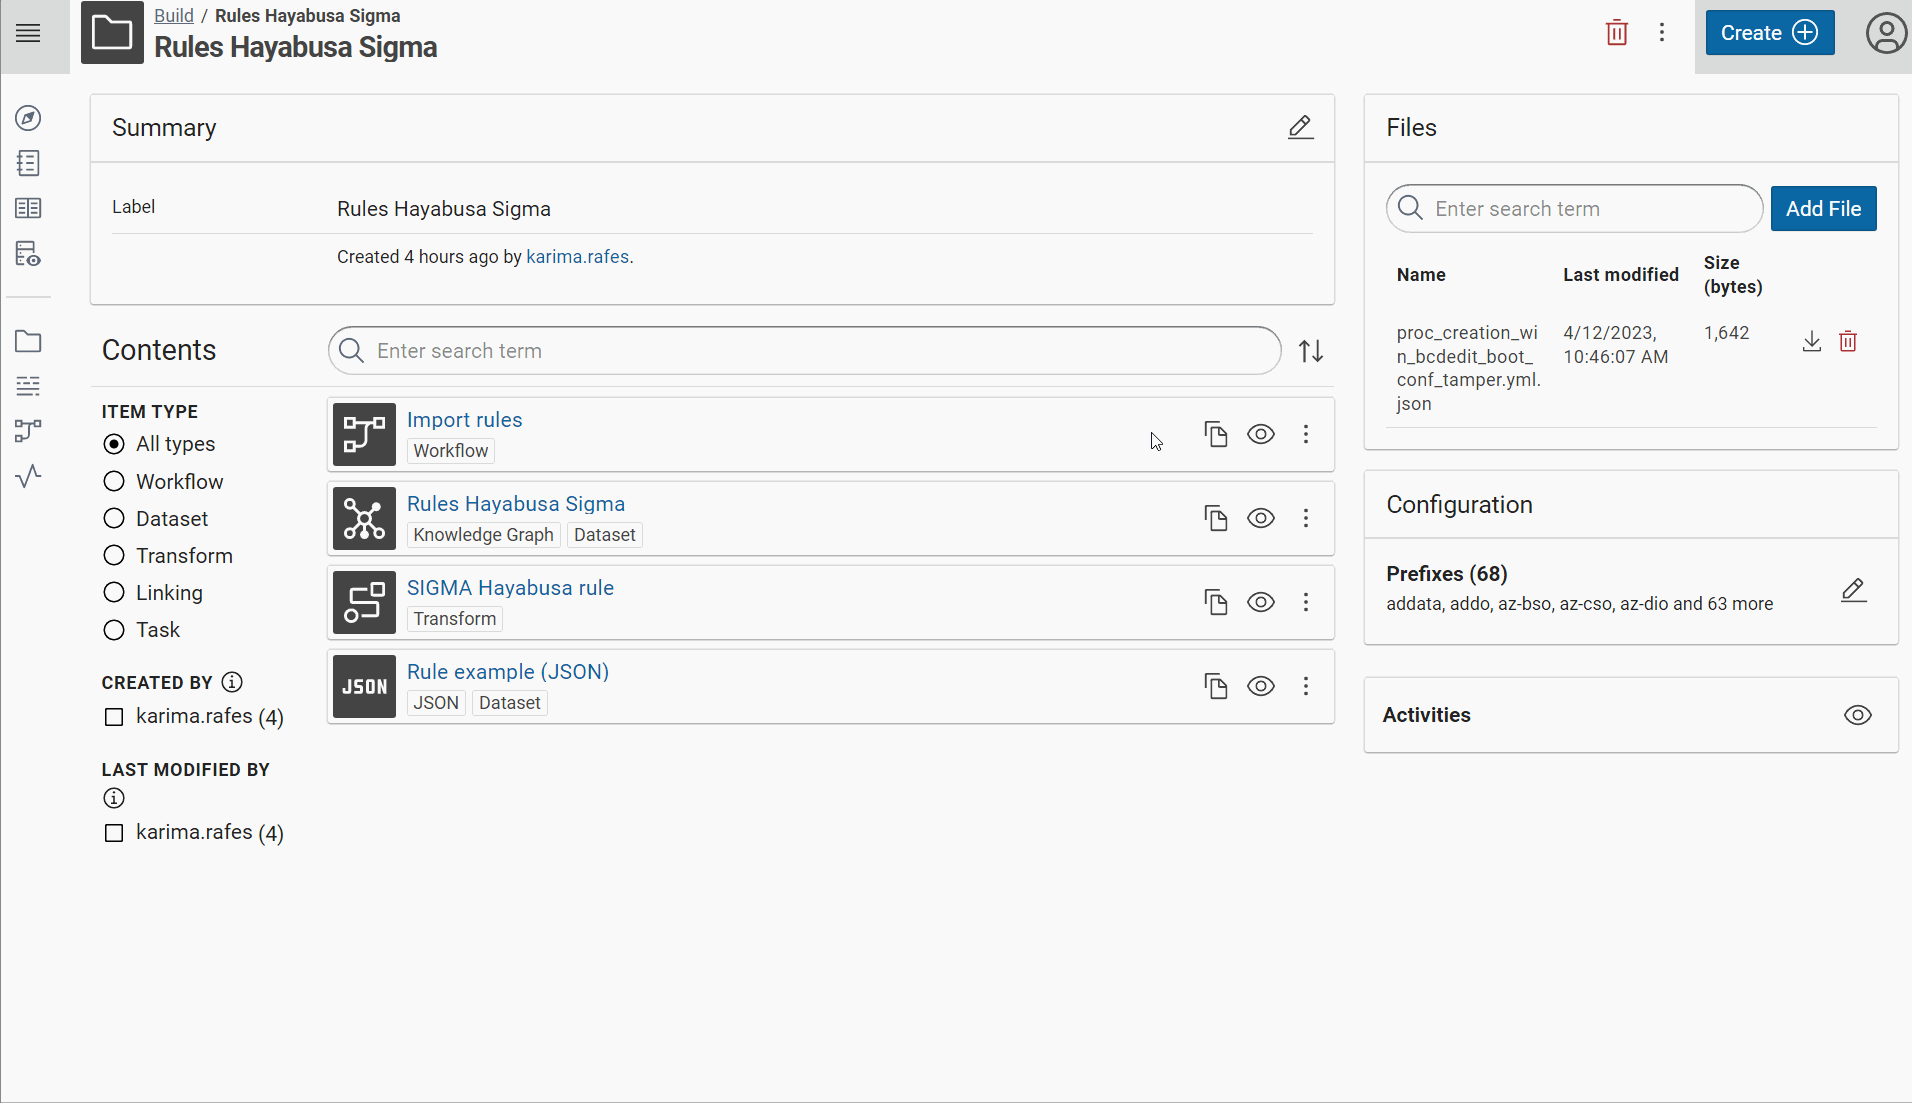 Build / Rules Hayabusa Sigma
Rules Hayabusa Sigma
Create
Summary
Label
Rules Hayabusa Sigma
Created 4 hours ago by karima.rafes.
Contents
Enter search term
ITEM TYPE
All types
Workflow
Dataset
Transform
Linking
Task
CREATED BY
karima.rafes (4)
LAST MODIFIED BY
karima.rafes (4)
Import rules
Workflow
Rules Hayabusa Sigma
Knowledge Graph Dataset
SIGMA Hayabusa rule
Transform
JSON
Rule example (JSON)
JSON Dataset
Files
Enter search term
Add File
Name Last modified Size
(bytes)
proc_creation_wi 4/12/2023, 1,642
n_bcdedit_boot_ 10:46:07 AM
conf_tamper.yml.
json
Configuration
Prefixes (68)
addata, addo, az-bso, az-cso, az-dio and 63 more
Activities